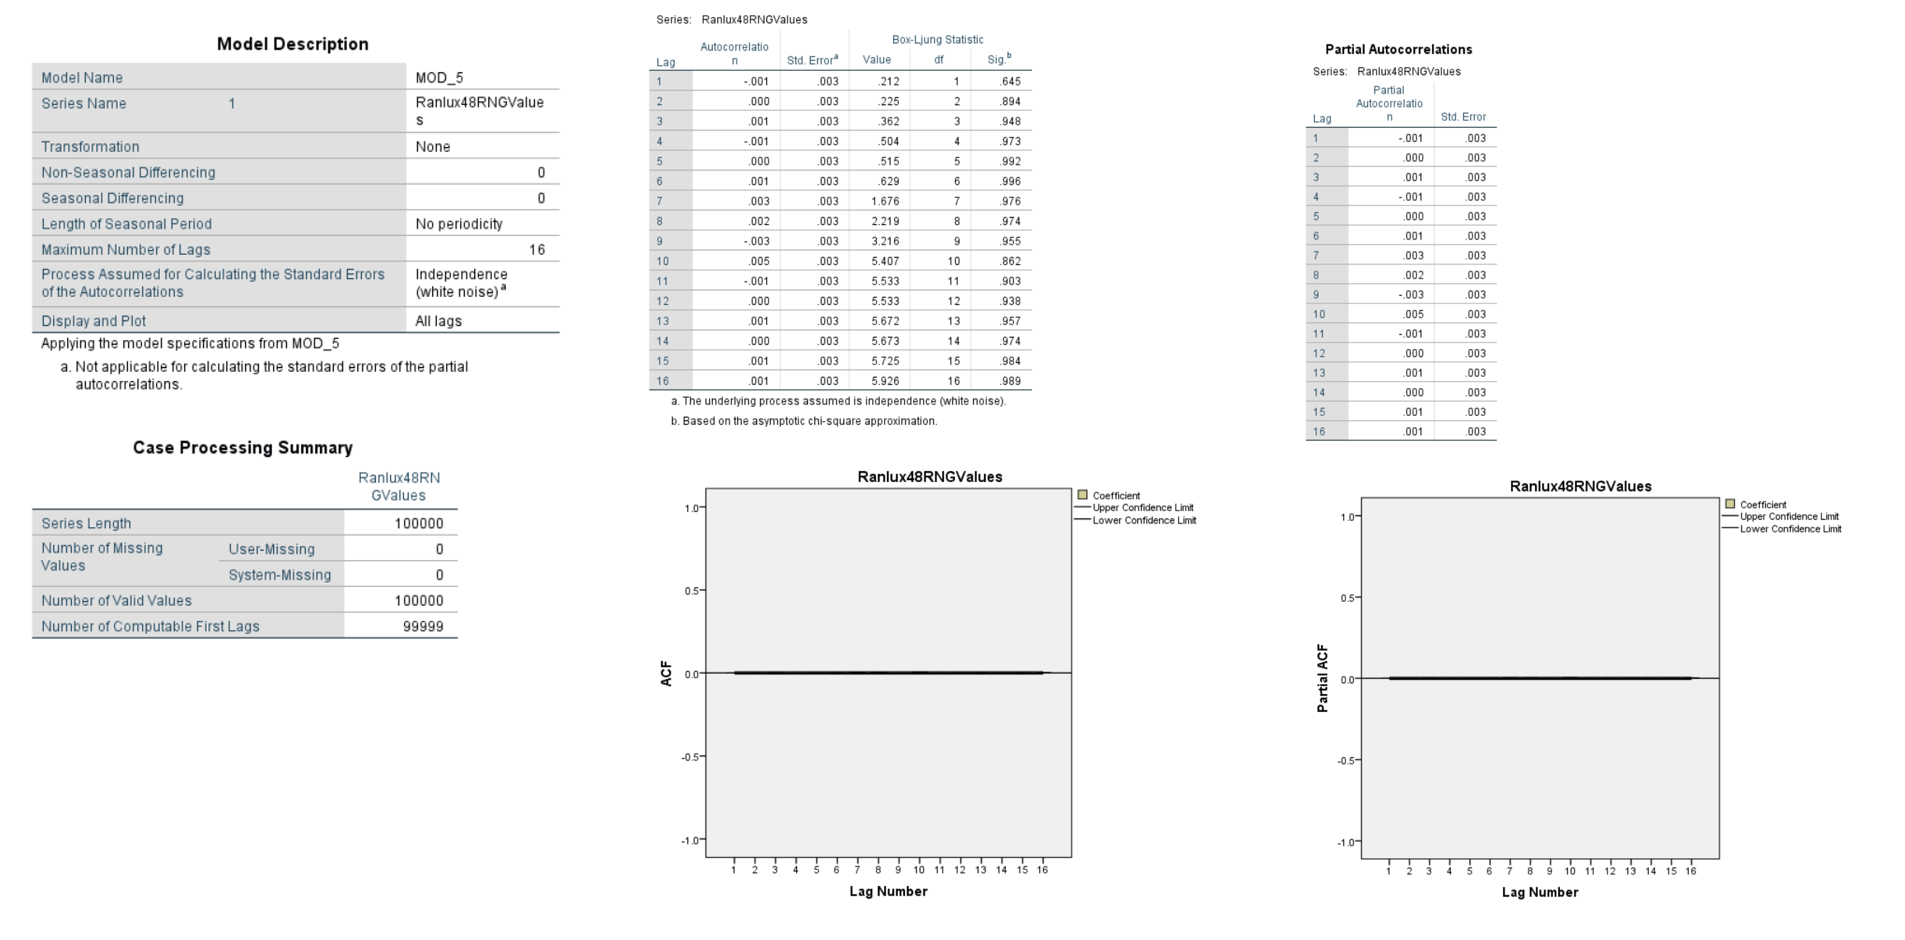 Model Description
Model Name MOD_5
Series Name 1 Ranlux48RNGValue
s
Transformation None
Non-Seasonal Differencing 0
Seasonal Differencing 0
Length of Seasonal Period No periodicity
Maximum Number of Lags 16
Process Assumed for Calculating the Standard Errors
of the Autocorrelations
Independence
(white noise) a
Display and Plot All lags
Applying the model specifications from MOD_5
a. Not applicable for calculating the standard errors of the partial
autocorrelations.
Case Processing Summary
Ranlux48RN
GValues
Series Length 100000
Number of Missing
Values
User-Missing 0
System-Missing 0
Number of Valid Values 100000
Number of Computable First Lags 99999
Series: Ranlux48RNGValues
Box-Ljung Statistic
Autocorrelatio
n
Lag Std. Error a Value df Sig. b
1 -.001 .003 .212 1 .645
2 .000 .003 .225 2 .894
3 .001 .003 .362 3 .948
4 -.001 .003 .504 4 .973
5 .000 .003 .515 5 .992
6 .001 .003 .629 6 .996
7 .003 .003 1.676 7 .976
8 .002 .003 2.219 8 .974
9 -.003 .003 3.216 9 .955
10 .005 .003 5.407 10 .862
11 -.001 .003 5.533 11 .903
12 .000 .003 5.533 12 .938
13 .001 .003 5.672 13 .957
14 .000 .003 5.673 14 .974
15 .001 .003 5.725 15 .984
16 .001 .003 5.926 16 .989
a. The underlying process assumed is independence (white noise).
b. Based on the asymptotic chi-square approximation.
Ranlux48RNGValues
Coefficient
Upper Confidence Limit
Lower Confidence Limit
1.0
0.5
0.0
-0.5
-1.0
ACF
1 2 3 4 5 6 7 8 9 10 11 12 13 14 15 16
Lag Number
Partial Autocorrelations
Series: Ranlux48RNGValues
Partial
Autocorrelatio
n
Lag Std. Error
1 -.001 .003
2 .000 .003
3 .001 .003
4 -.001 .003
5 .000 .003
6 .001 .003
7 .003 .003
8 .002 .003
9 -.003 .003
10 .005 .003
11 -.001 .003
12 .000 .003
13 .001 .003
14 .000 .003
15 .001 .003
16 .001 .003
Ranlux48RNGValues
Coefficient
Upper Confidence Limit
Lower Confidence Limit
1.0
0.5
0.0
-0.5
-1.0
Partial ACF
1 2 3 4 5 6 7 8 9 10 11 12 13 14 15 16
Lag Number